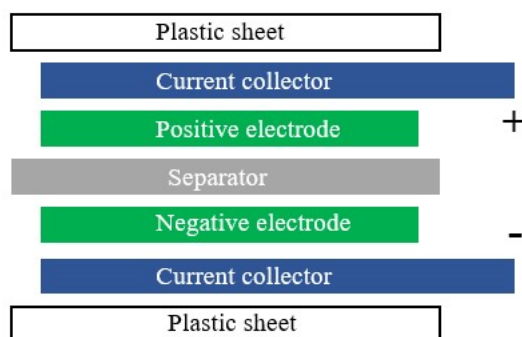 Plastic sheet
Current collector
+
Positive electrode
Separator
Negative electrode
-
Current collector
Plastic sheet